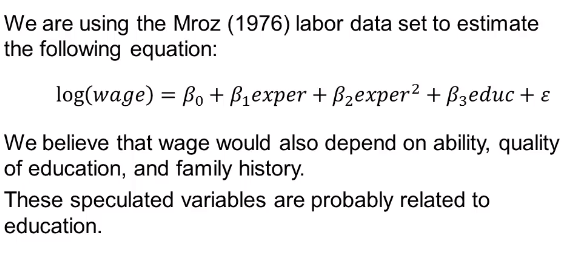 We are using the Mroz (1976) labor data set to estimate
the following equation:
log(wage) = β₀ + β₁exper + β₂exper² + β₃educ + ε
We believe that wage would also depend on ability, quality
of education, and family history.
These speculated variables are probably related to
education.